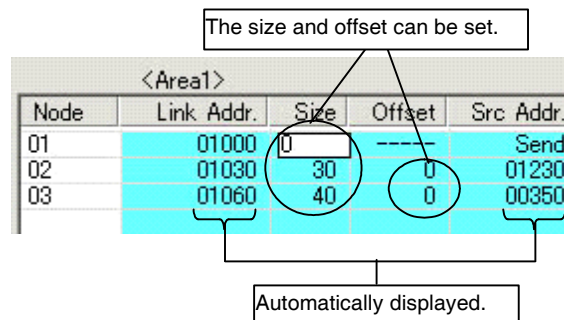 The size and offset can be set.
<Area1>
Node Link Addr. Size Offset Src Addr.
01 01000 0 ----- Send
02 01030 30 0 01230
03 01060 40 0 00350
Automatically displayed.